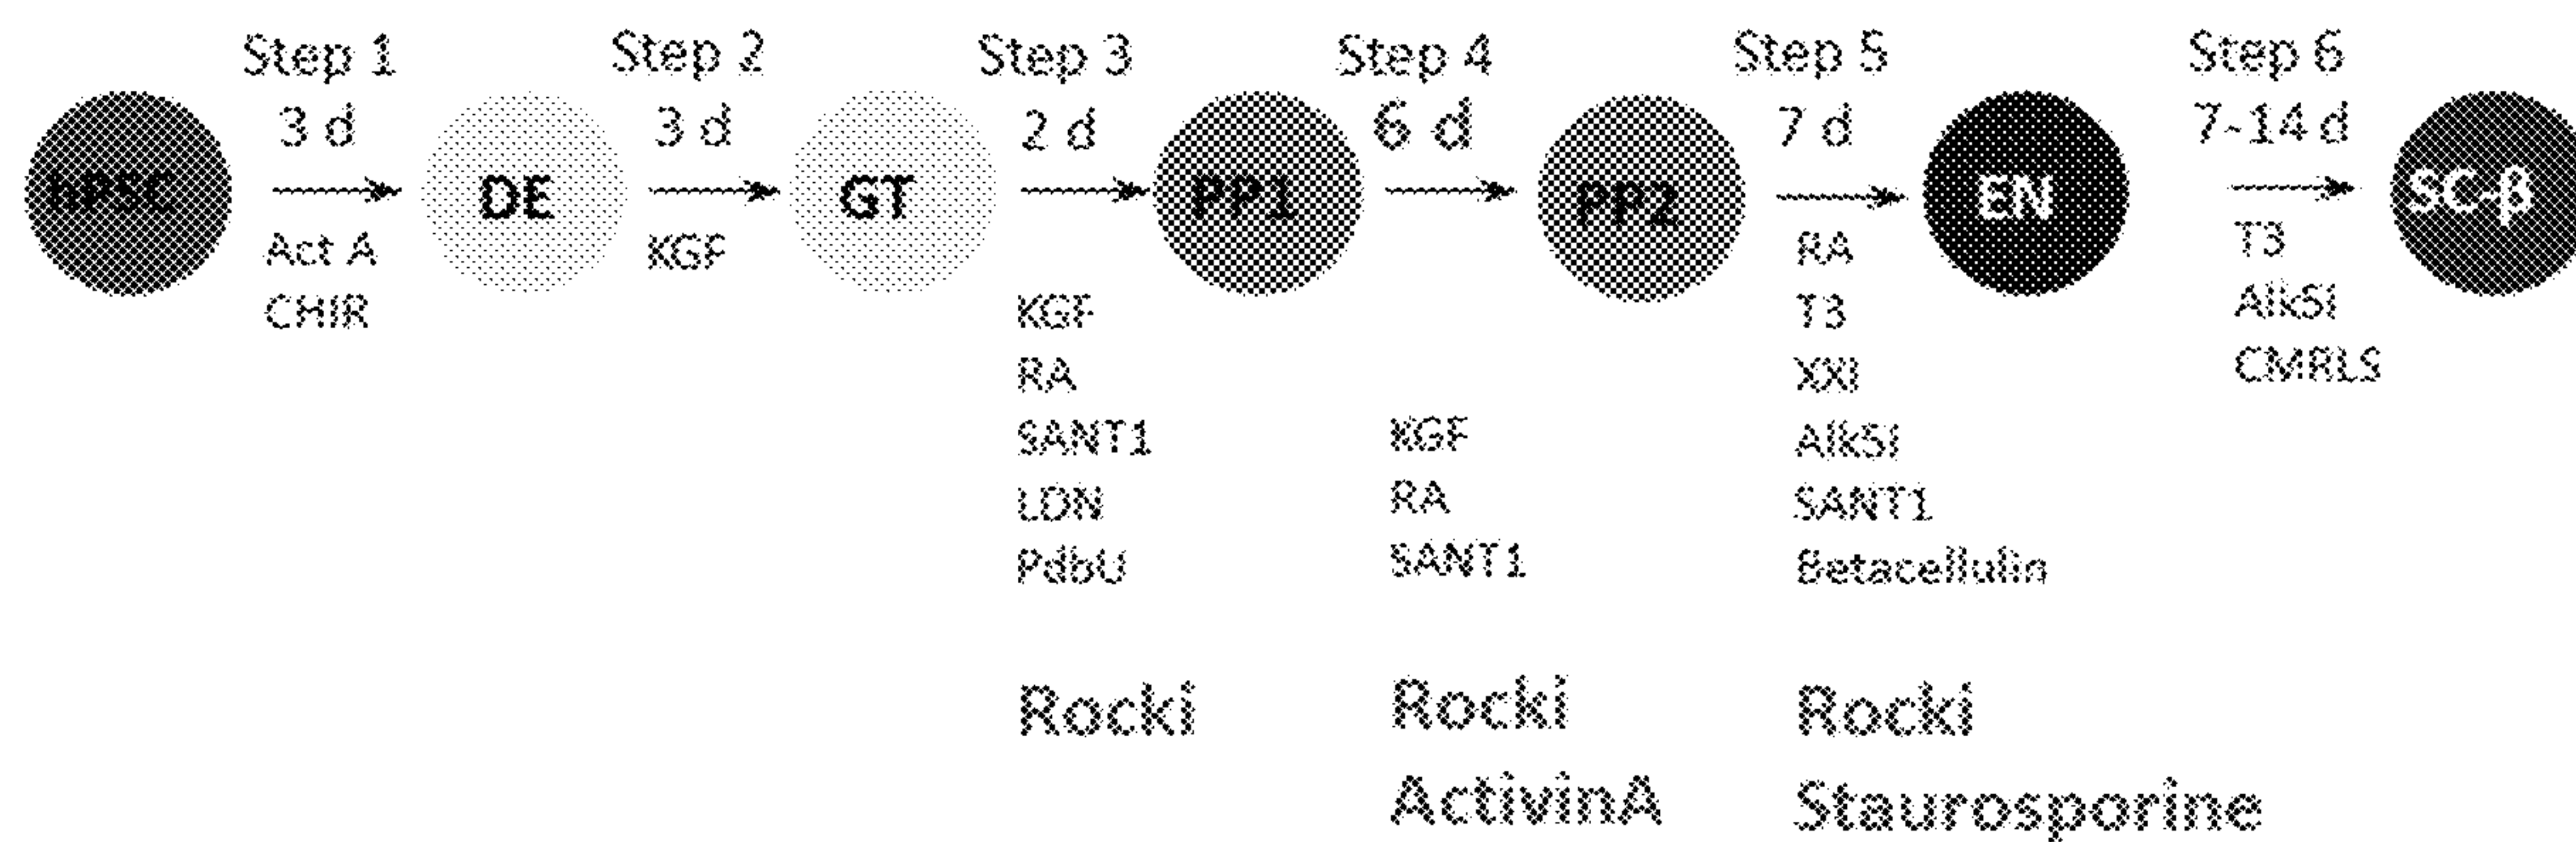 Step 1
3 d
Step 2
3 d
Step 3
2 d
Step 4
6 d
Step 5
7 d
Step 6
7-14 d
hPSC
DE
GT
PP1
PP2
EN
SC-β
Act A
CHIR
KGF
KGF
RA
SANT1
LDN
PdbU
Rocki
KGF
RA
SANT1
Rocki
ActivinA
RA
T3
XXI
Alk5i
SANT1
Betacellulin
Rocki
Staurosporine
T3
Alk5i
CMRLS